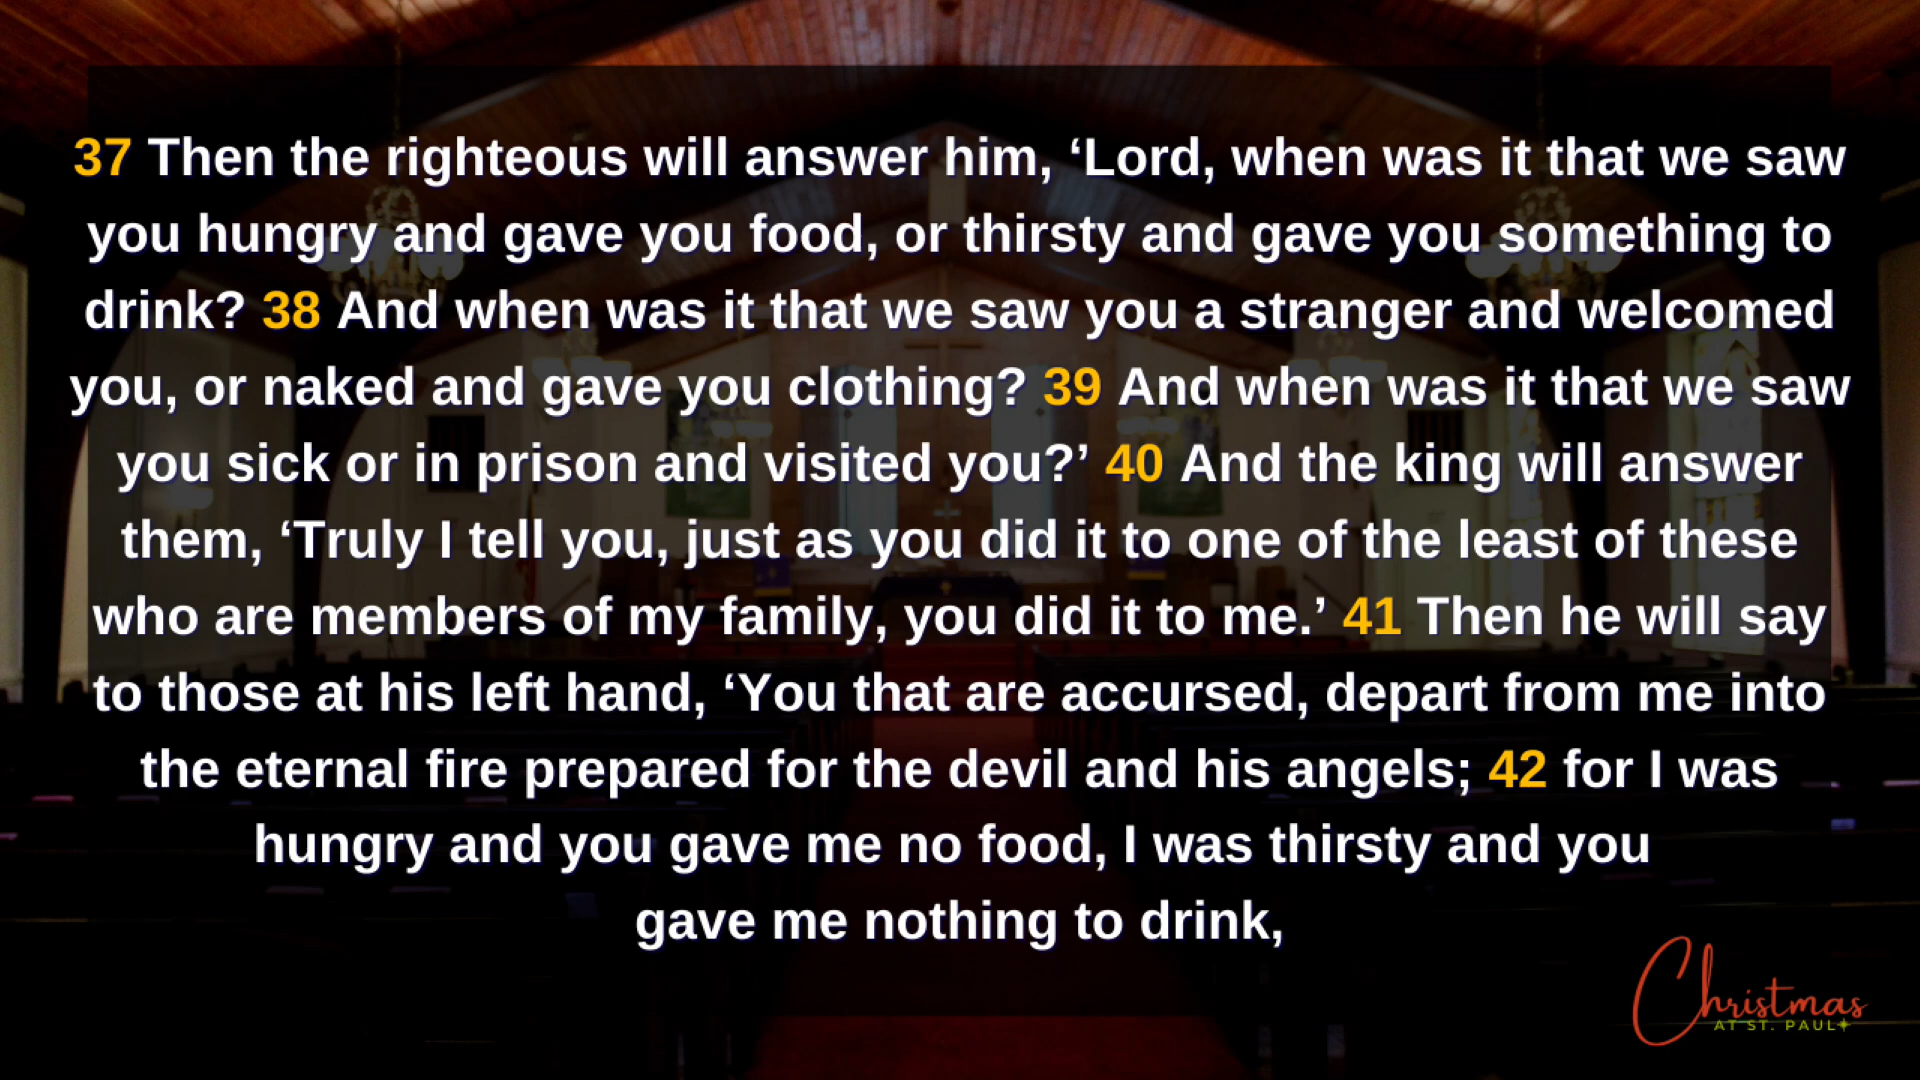 37 Then the righteous will answer him, ‘Lord, when was it that we saw
you hungry and gave you food, or thirsty and gave you something to
drink? 38 And when was it that we saw you a stranger and welcomed
you, or naked and gave you clothing? 39 And when was it that we saw
you sick or in prison and visited you?’ 40 And the king will answer
them, ‘Truly I tell you, just as you did it to one of the least of these
who are members of my family, you did it to me.’ 41 Then he will say
to those at his left hand, ‘You that are accursed, depart from me into
the eternal fire prepared for the devil and his angels; 42 for I was
hungry and you gave me no food, I was thirsty and you
gave me nothing to drink,
Christmas
AT ST. PAUL